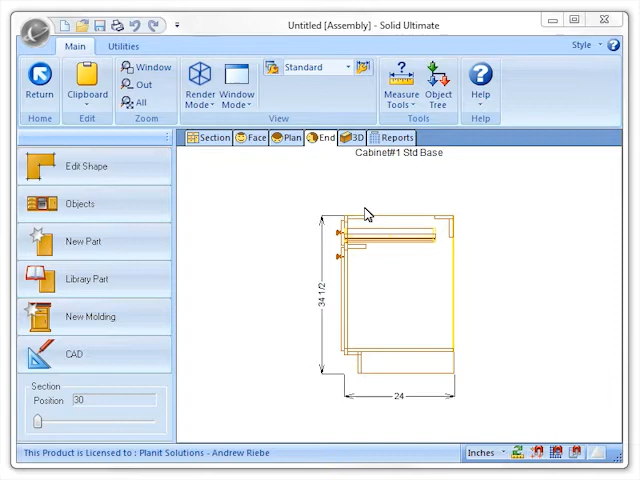 Untitled [Assembly] - Solid Ultimate
Main Utilities Style
Return Clipboard Window Out All Render Mode Window Mode Standard Measure Tools Object Tree Help
Home Edit Zoom View Tools Help
Section Face Plan End 3D Reports
Cabinet#1 Std Base
Edit Shape
Objects
New Part
Library Part
New Molding
CAD
34 1/2
24
Section
Position 30
This Product is Licensed to : Planit Solutions - Andrew Riebe Inches